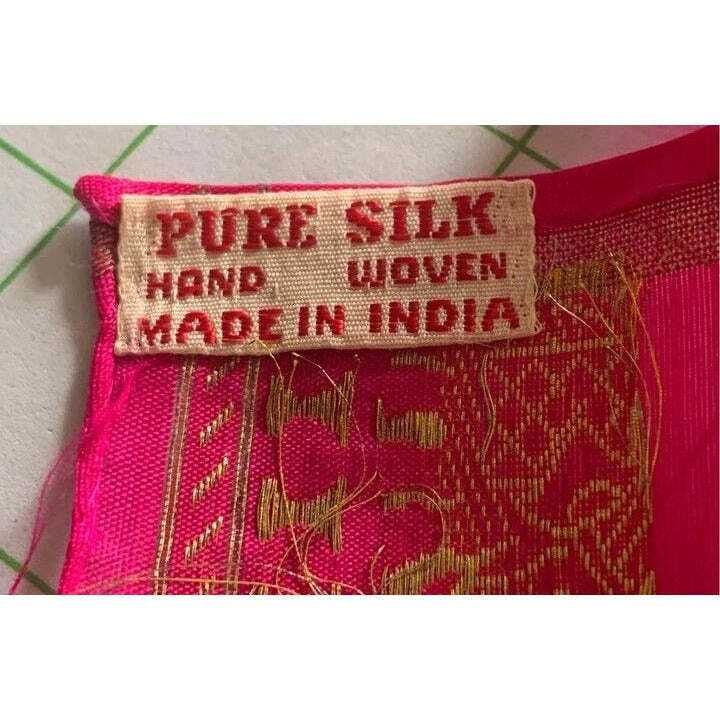 PURE SILK
HAND WOVEN
MADE IN INDIA